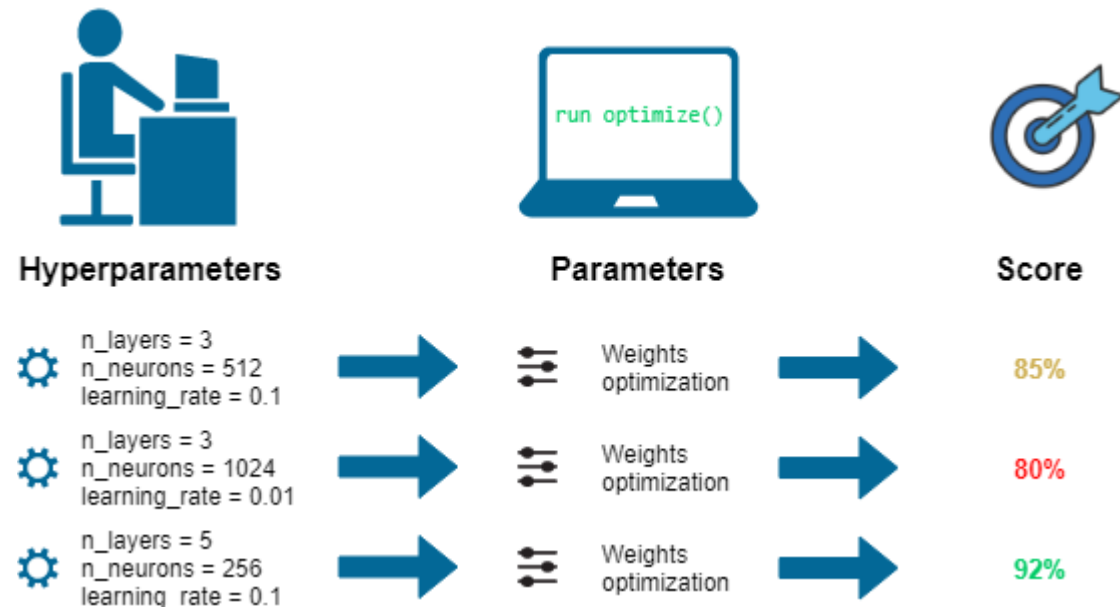 run optimize()
Hyperparameters
Parameters
Score
n_layers = 3
n_neurons = 512
learning_rate = 0.1
Weights
optimization
85%
n_layers = 3
n_neurons = 1024
learning_rate = 0.01
Weights
optimization
80%
n_layers = 5
n_neurons = 256
learning_rate = 0.1
Weights
optimization
92%